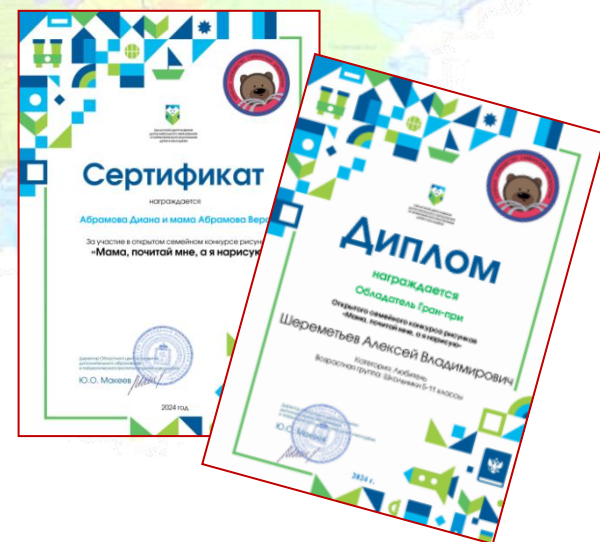 Сертификат
награждается
Абрамова Диана и мама Абрамова Вера
За участие в открытом семейном конкурсе рисун
«Мама, почитай мне, а я нарисую
Ю.О. Макеев
2024 год
Диплом
награждается
Обладатель Гран-при
Открытого семейного конкурса рисунков
«Мама, почитай мне, а я нарисую»
Шереметьев Алексей Владимирович
Категория: Любитель
Возрастная группа: Школьники 5-11 классы
Ю.О. Макеев
2024 г.